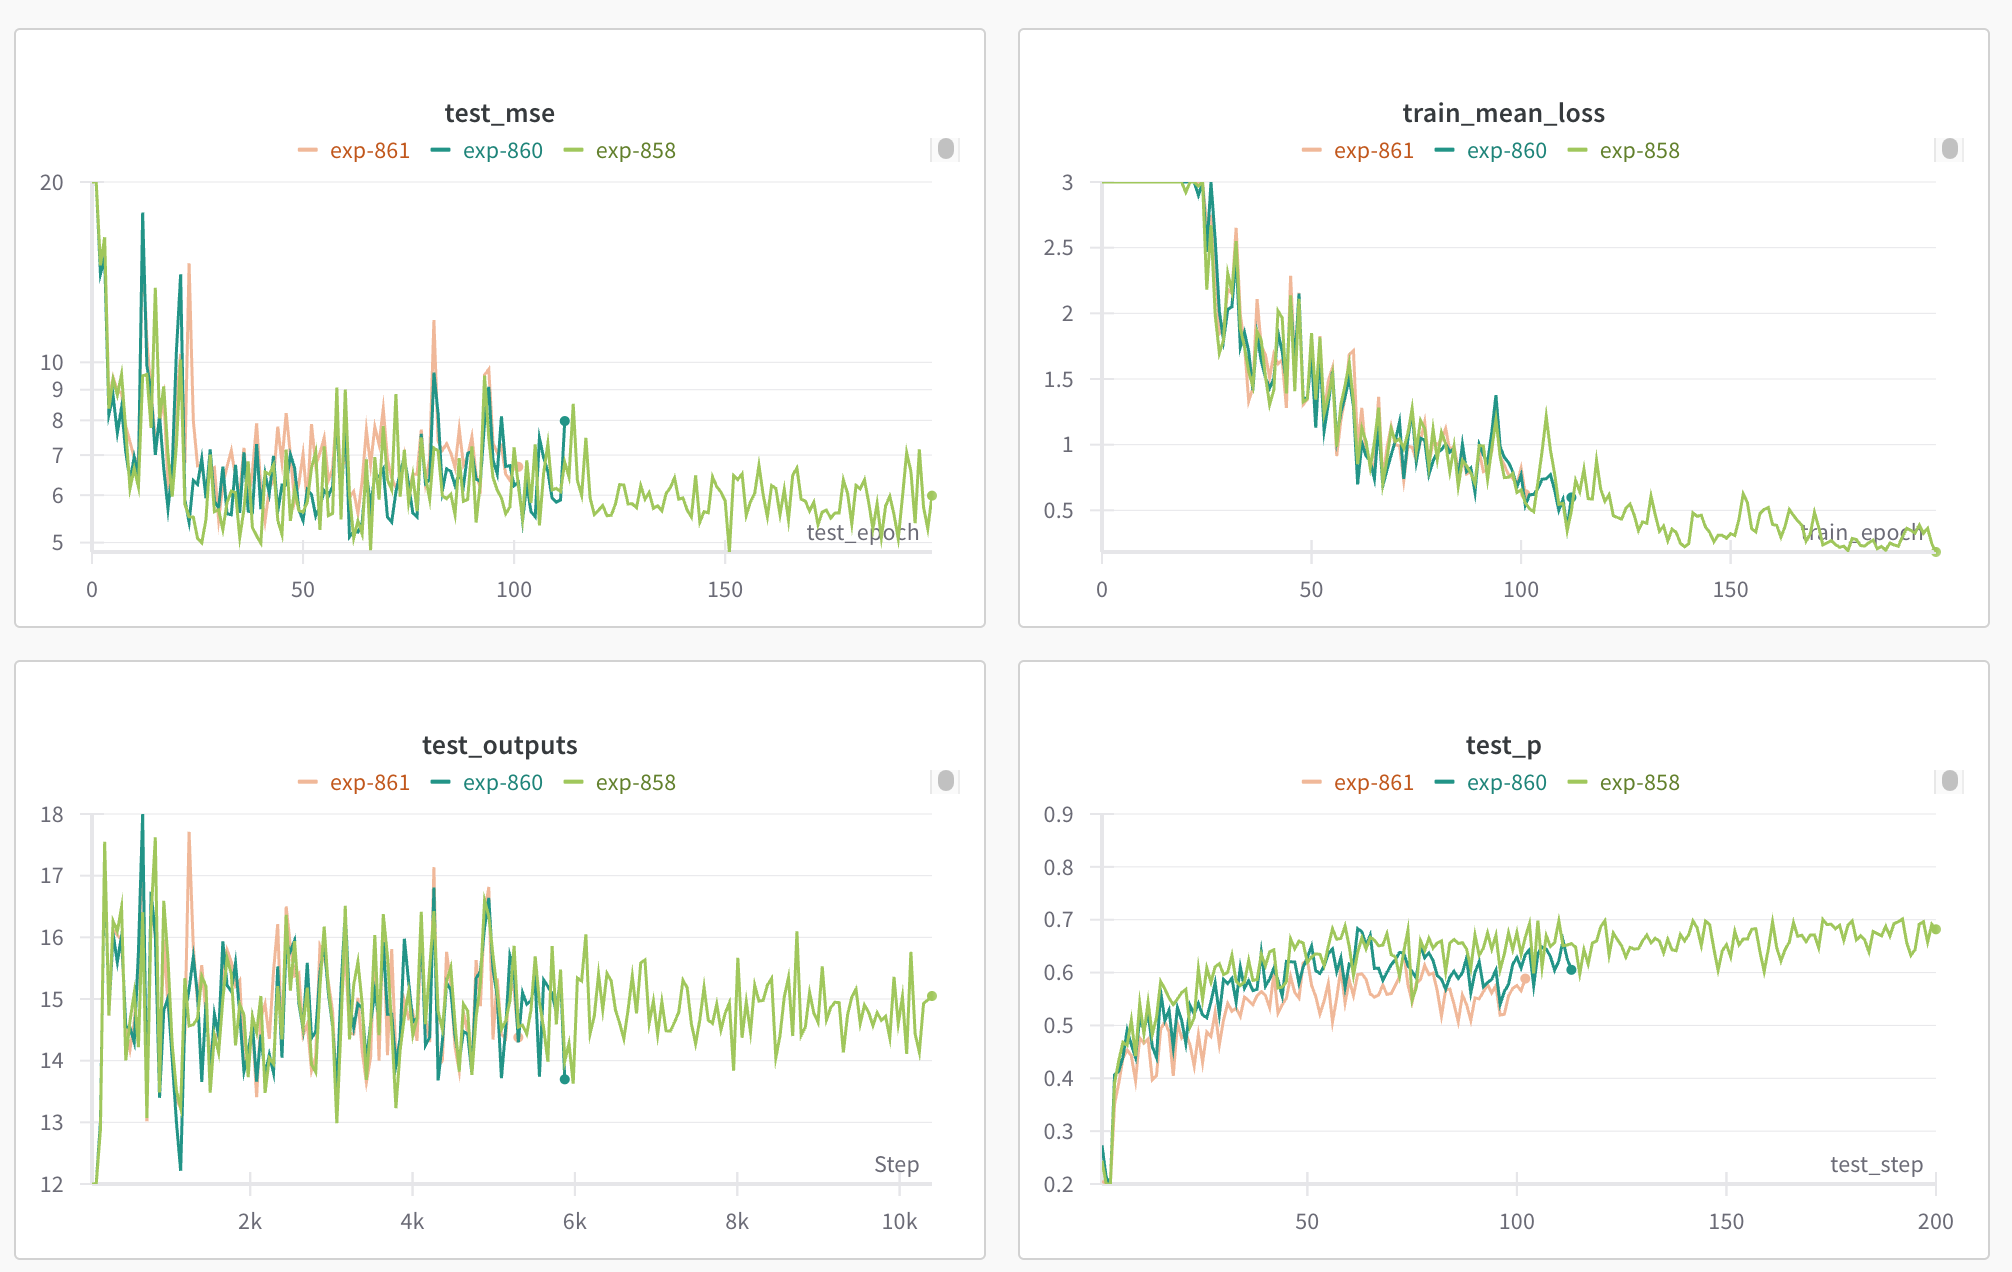 test_mse
exp-861 exp-860 exp-858
20
10
9
8
7
6
5
test_epoch
0 50 100 150
train_mean_loss
exp-861 exp-860 exp-858
3
2.5
2
1.5
1
0.5
train_epoch
0 50 100 150
test_outputs
exp-861 exp-860 exp-858
18
17
16
15
14
13
12
Step
2k 4k 6k 8k 10k
test_p
exp-861 exp-860 exp-858
0.9
0.8
0.7
0.6
0.5
0.4
0.3
0.2
test_step
50 100 150 200